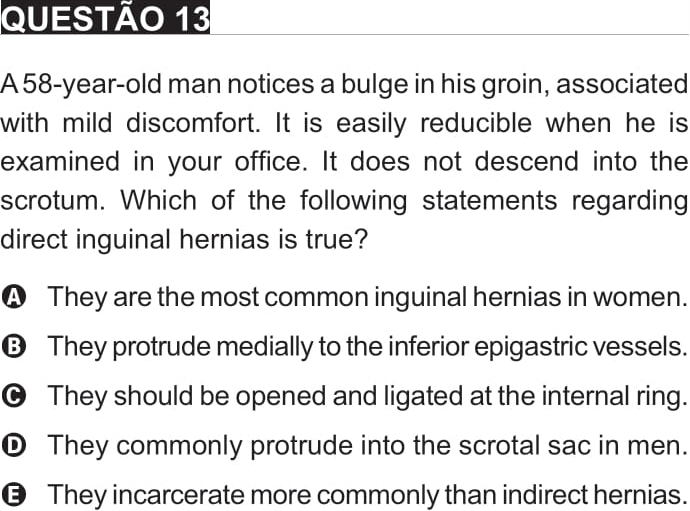 QUESTÃO 13
A 58-year-old man notices a bulge in his groin, associated
with mild discomfort. It is easily reducible when he is
examined in your office. It does not descend into the
scrotum. Which of the following statements regarding
direct inguinal hernias is true?
A They are the most common inguinal hernias in women.
B They protrude medially to the inferior epigastric vessels.
C They should be opened and ligated at the internal ring.
D They commonly protrude into the scrotal sac in men.
E They incarcerate more commonly than indirect hernias.